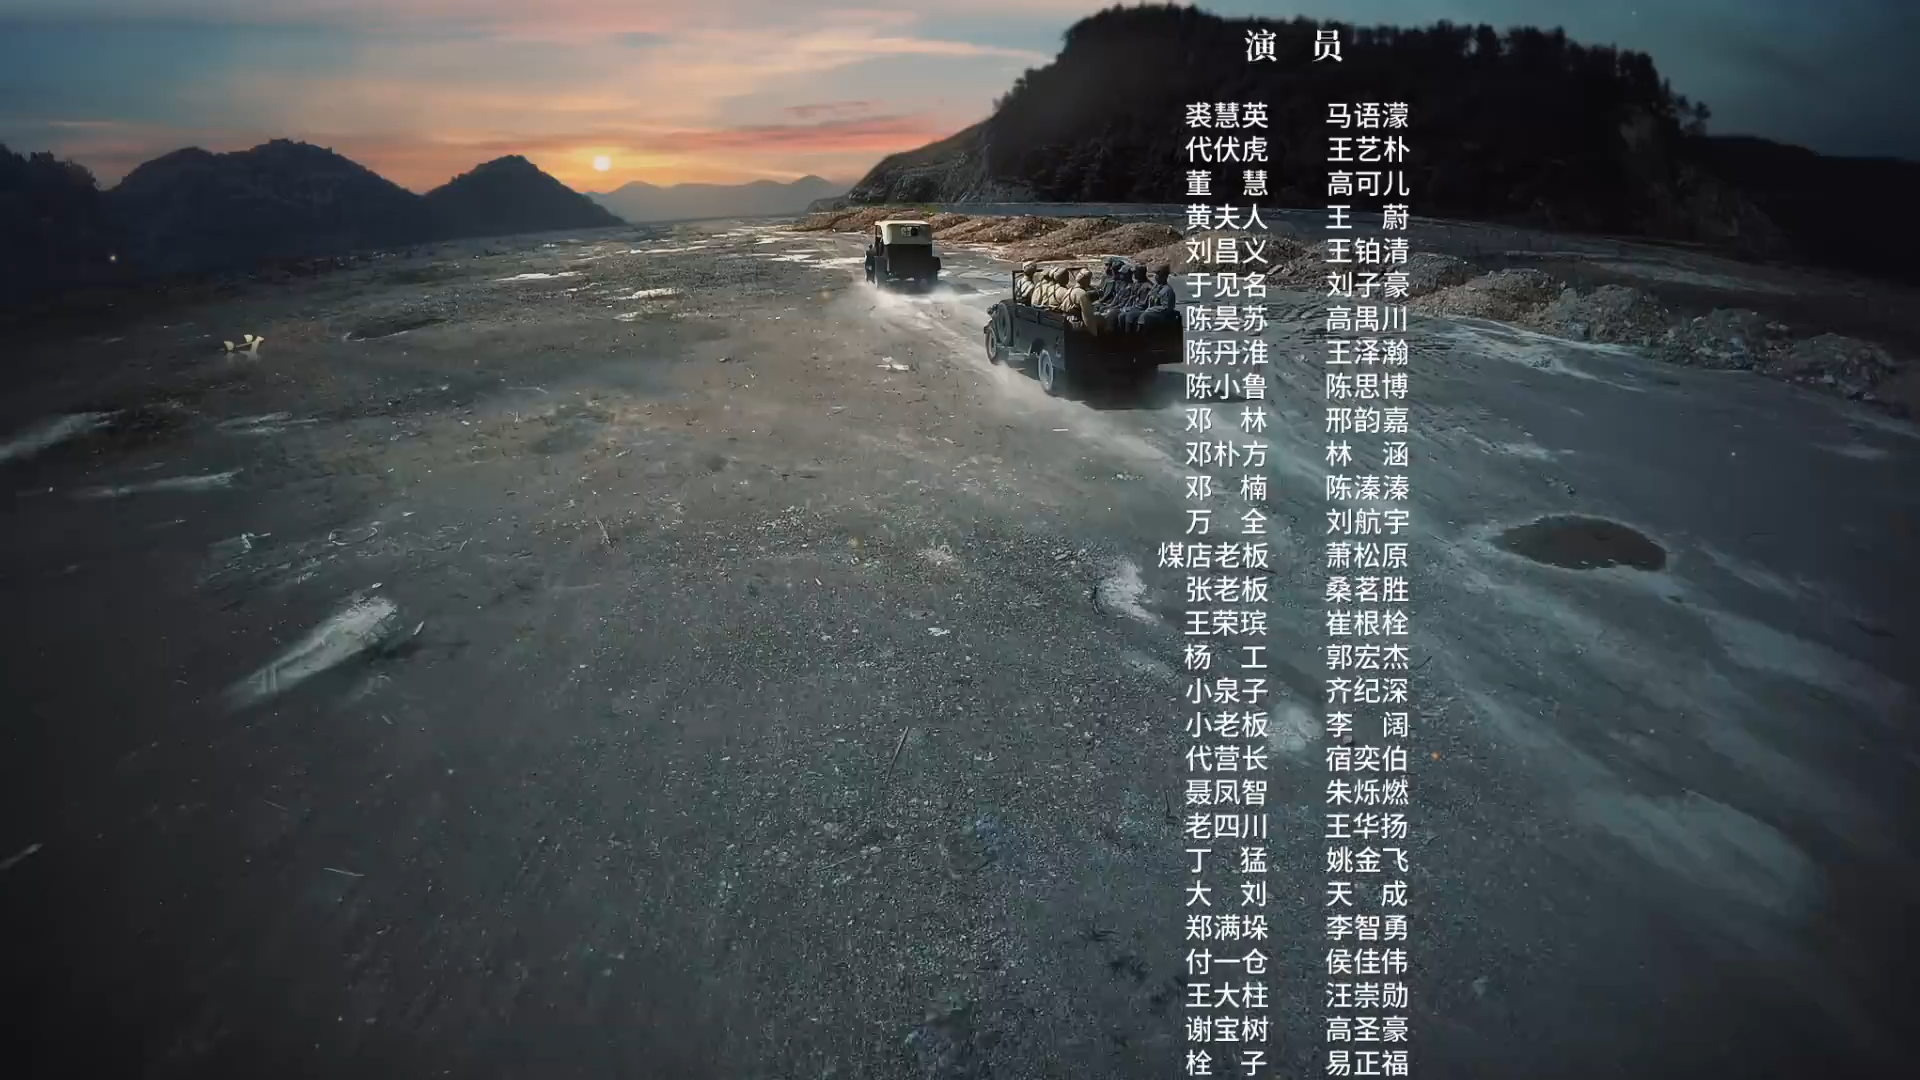 演 员
裘慧英 马语濛
代伏虎 王艺朴
董 慧 高可儿
黄夫人 王 蔚
刘昌义 王铂清
于见名 刘子豪
陈昊苏 高禺川
陈丹淮 王泽瀚
陈小鲁 陈思博
邓 林 邢韵嘉
邓朴方 林 涵
邓 楠 陈溱溱
万 全 刘航宇
煤店老板 萧松原
张老板 桑茗胜
王荣瑸 崔根栓
杨 工 郭宏杰
小泉子 齐纪深
小老板 李 阔
代营长 宿奕伯
聂凤智 朱烁燃
老四川 王华扬
丁 猛 姚金飞
大 刘 天 成
郑满垛 李智勇
付一仓 侯佳伟
王大柱 汪崇勋
谢宝树 高圣豪
栓 子 易正福